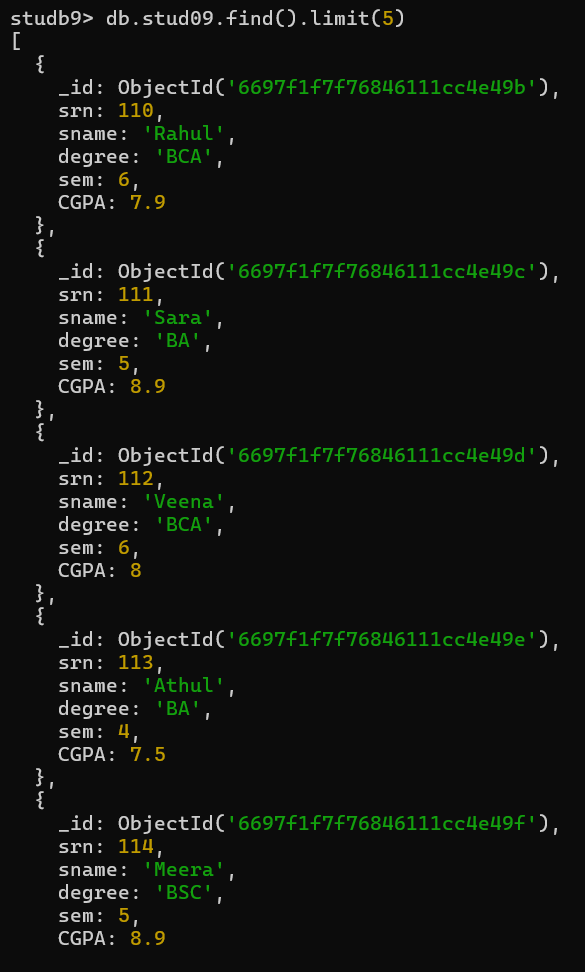 studb9> db.stud09.find().limit(5)
[
  {
    _id: ObjectId('6697f1f7f76846111cc4e49b'),
    srn: 110,
    sname: 'Rahul',
    degree: 'BCA',
    sem: 6,
    CGPA: 7.9
  },
  {
    _id: ObjectId('6697f1f7f76846111cc4e49c'),
    srn: 111,
    sname: 'Sara',
    degree: 'BA',
    sem: 5,
    CGPA: 8.9
  },
  {
    _id: ObjectId('6697f1f7f76846111cc4e49d'),
    srn: 112,
    sname: 'Veena',
    degree: 'BCA',
    sem: 6,
    CGPA: 8
  },
  {
    _id: ObjectId('6697f1f7f76846111cc4e49e'),
    srn: 113,
    sname: 'Athul',
    degree: 'BA',
    sem: 4,
    CGPA: 7.5
  },
  {
    _id: ObjectId('6697f1f7f76846111cc4e49f'),
    srn: 114,
    sname: 'Meera',
    degree: 'BSC',
    sem: 5,
    CGPA: 8.9